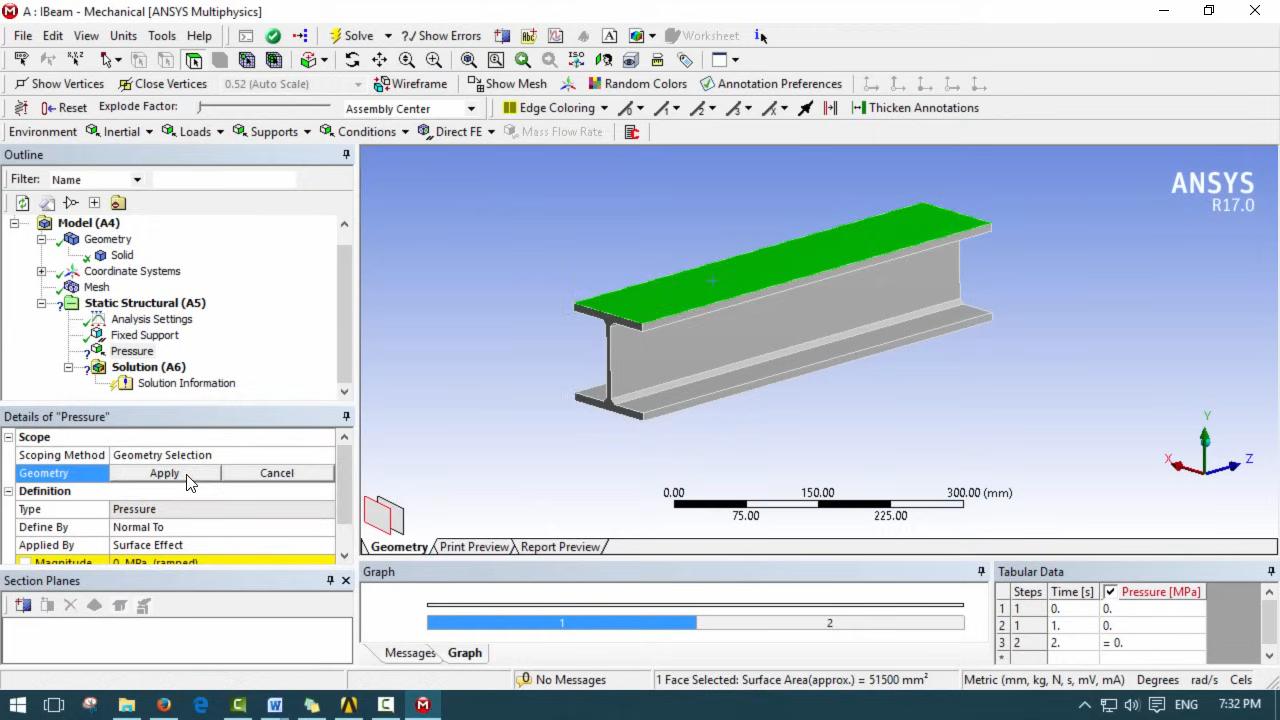 A : IBeam - Mechanical [ANSYS Multiphysics]
File Edit View Units Tools Help Solve ?/ Show Errors Worksheet
Show Vertices Close Vertices 0.52 (Auto Scale) Wireframe Show Mesh Random Colors Annotation Preferences
Reset Explode Factor: Assembly Center Edge Coloring Thicken Annotations
Environment Inertial Loads Supports Conditions Direct FE Mass Flow Rate
Outline
Filter: Name
Model (A4)
Geometry
Solid
Coordinate Systems
Mesh
Static Structural (A5)
Analysis Settings
Fixed Support
Pressure
Solution (A6)
Solution Information
Details of "Pressure"
Scope
Scoping Method Geometry Selection
Geometry Apply Cancel
Definition
Type Pressure
Define By Normal To
Applied By Surface Effect
Magnitude 0. MPa (ramped)
Section Planes
ANSYS
R17.0
Y
X Z
0.00 150.00 300.00 (mm)
75.00 225.00
Geometry Print Preview Report Preview
Graph
1 2
Messages Graph
Tabular Data
Steps Time [s] Pressure [MPa]
1 1 0. 0.
2 1 1. 0.
3 2 2. = 0.
*
0 No Messages 1 Face Selected: Surface Area(approx.) = 51500 mm² Metric (mm, kg, N, s, mV, mA) Degrees rad/s Cels
ENG 7:32 PM